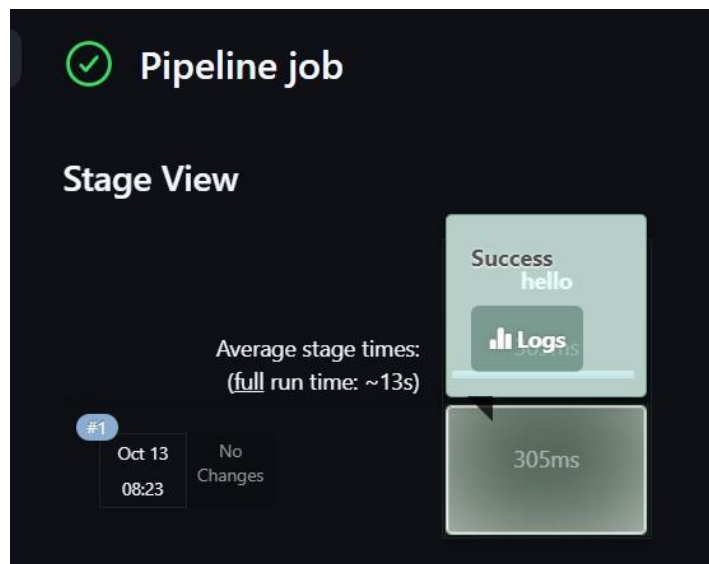 Pipeline job
Stage View
Success
hello
Logs
305ms
Average stage times:
(full run time: ~13s)
#1
Oct 13
08:23
No
Changes
305ms